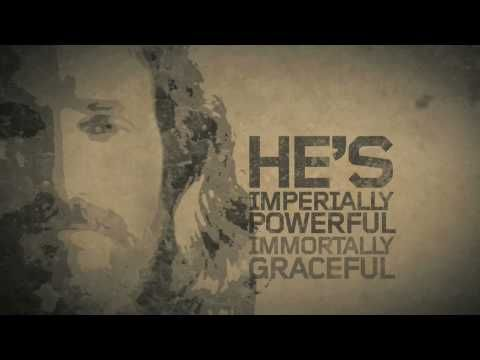 HE'S
IMPERIALLY
POWERFUL
IMMORTALLY
GRACEFUL